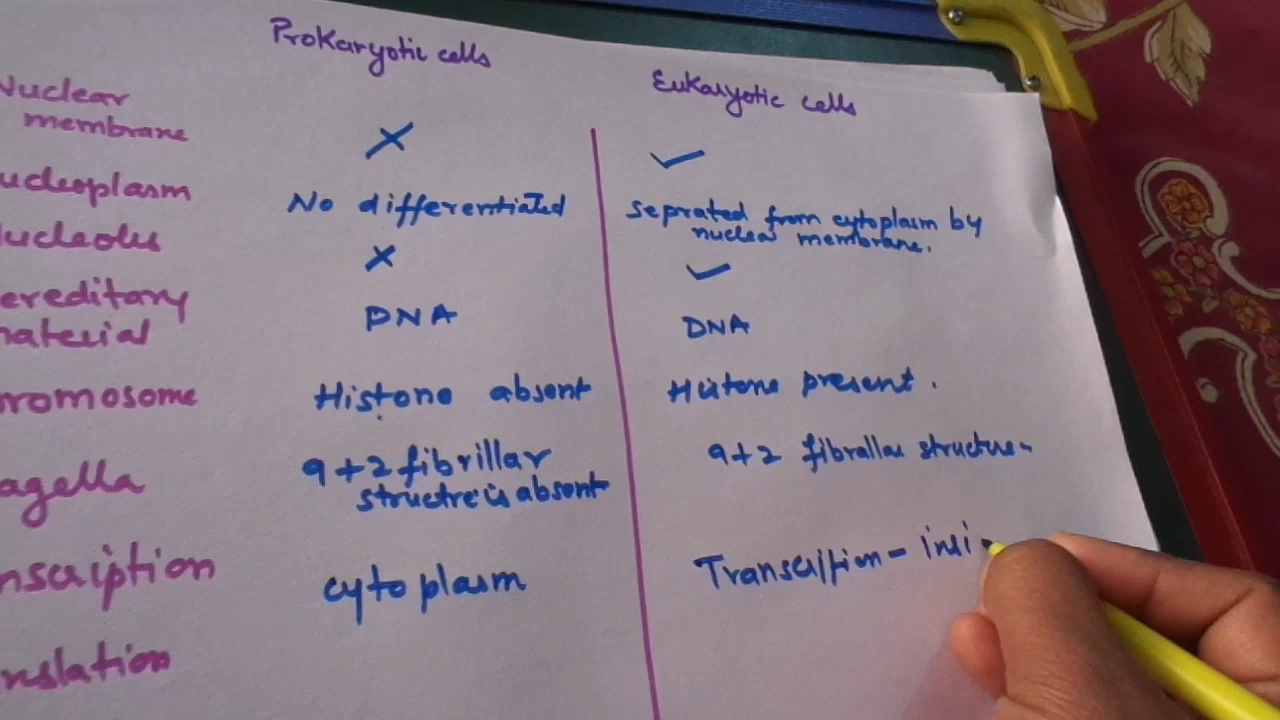 Prokaryotic cells
Eukaryotic cells
Nuclear
membrane
ucleoplasm
No differentiated
seprated from cytoplasm by
nuclear membrane.
ucleolus
ereditary
material
DNA
DNA
romosome
Histone absent
Histone present.
agella
9+2 fibrillar
structre is absent
9+2 fibrallar structure.
nscription
cytoplasm
Transcription - insi
nslation